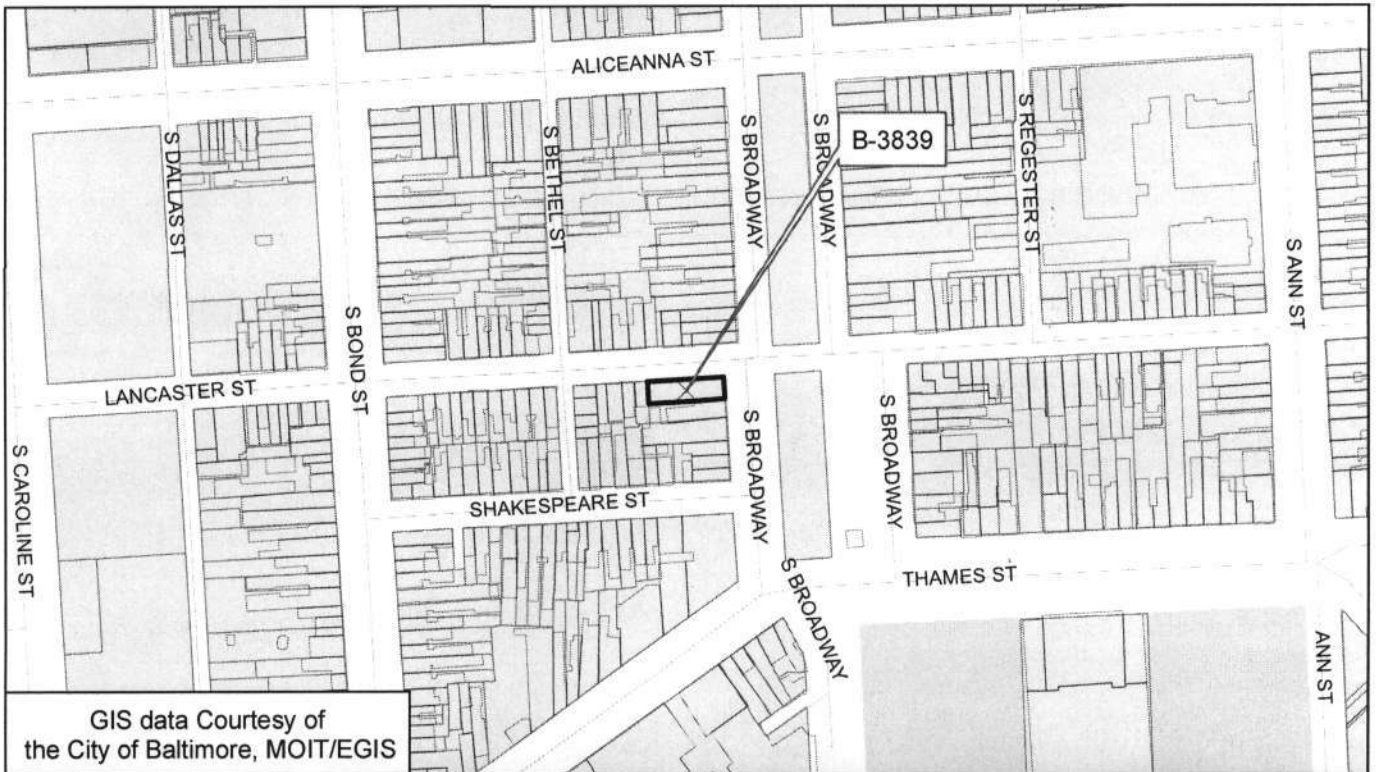 ALICEANNA ST
S DALLAS ST
S BETHEL ST
S BROADWAY
S BROADWAY
B-3839
S REGESTER ST
S ANN ST
S BOND ST
LANCASTER ST
S CAROLINE ST
S BROADWAY
S BROADWAY
SHAKESPEARE ST
THAMES ST
S BROADWAY
ANN ST
GIS data Courtesy of
the City of Baltimore, MOIT/EGIS